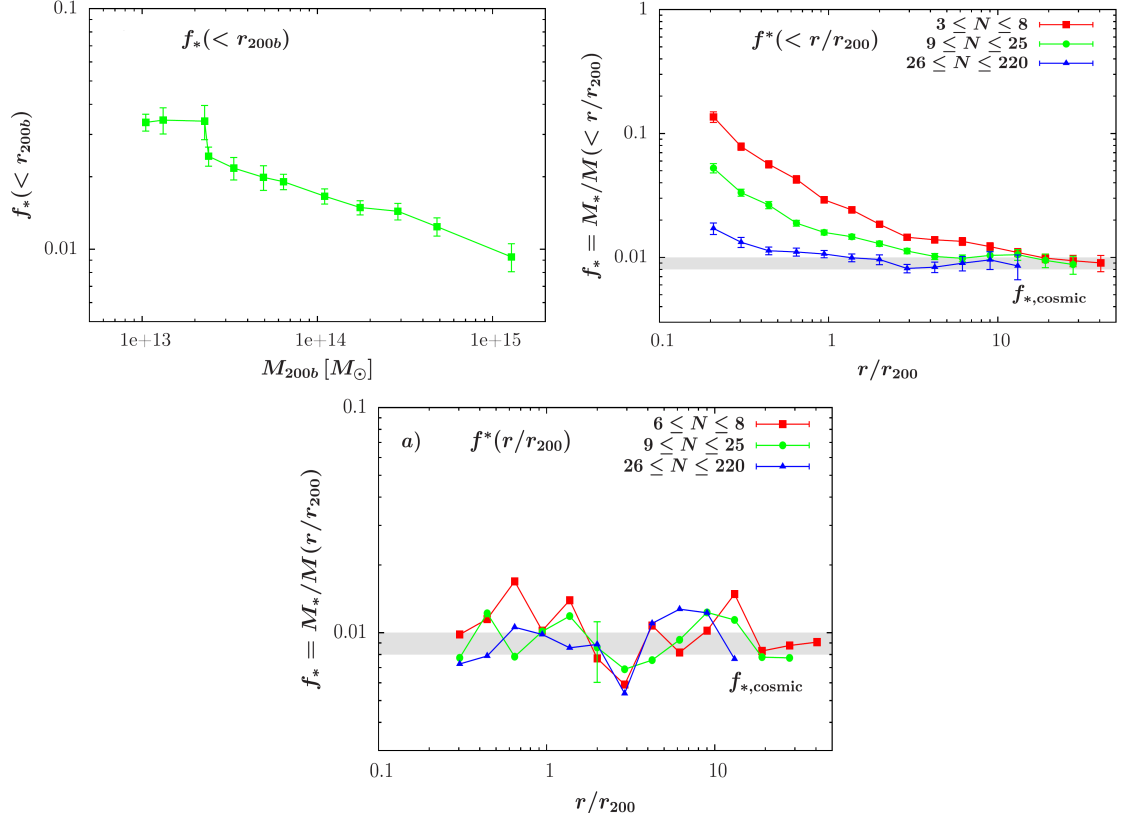 0.1
0.01
f*(< r200b)
f*(< r200b)
1e+13
1e+14
1e+15
M200b [M⊙]
1
0.1
0.01
f* = M*/M(< r/r200)
f*(< r/r200)
3 ≤ N ≤ 8
9 ≤ N ≤ 25
26 ≤ N ≤ 220
f*,cosmic
0.1
1
10
r/r200
0.1
0.01
f* = M*/M(r/r200)
a) f*(r/r200)
6 ≤ N ≤ 8
9 ≤ N ≤ 25
26 ≤ N ≤ 220
f*,cosmic
0.1
1
10
r/r200